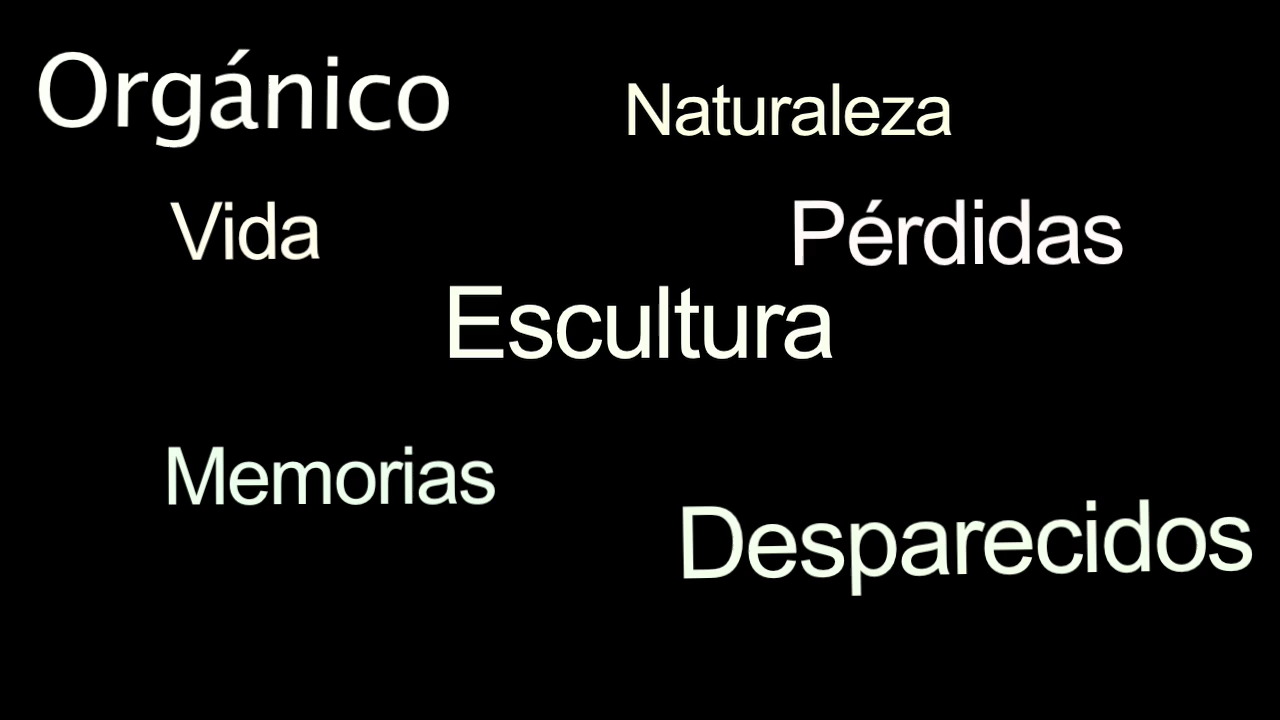 Orgánico
Naturaleza
Vida
Pérdidas
Escultura
Memorias
Desparecidos